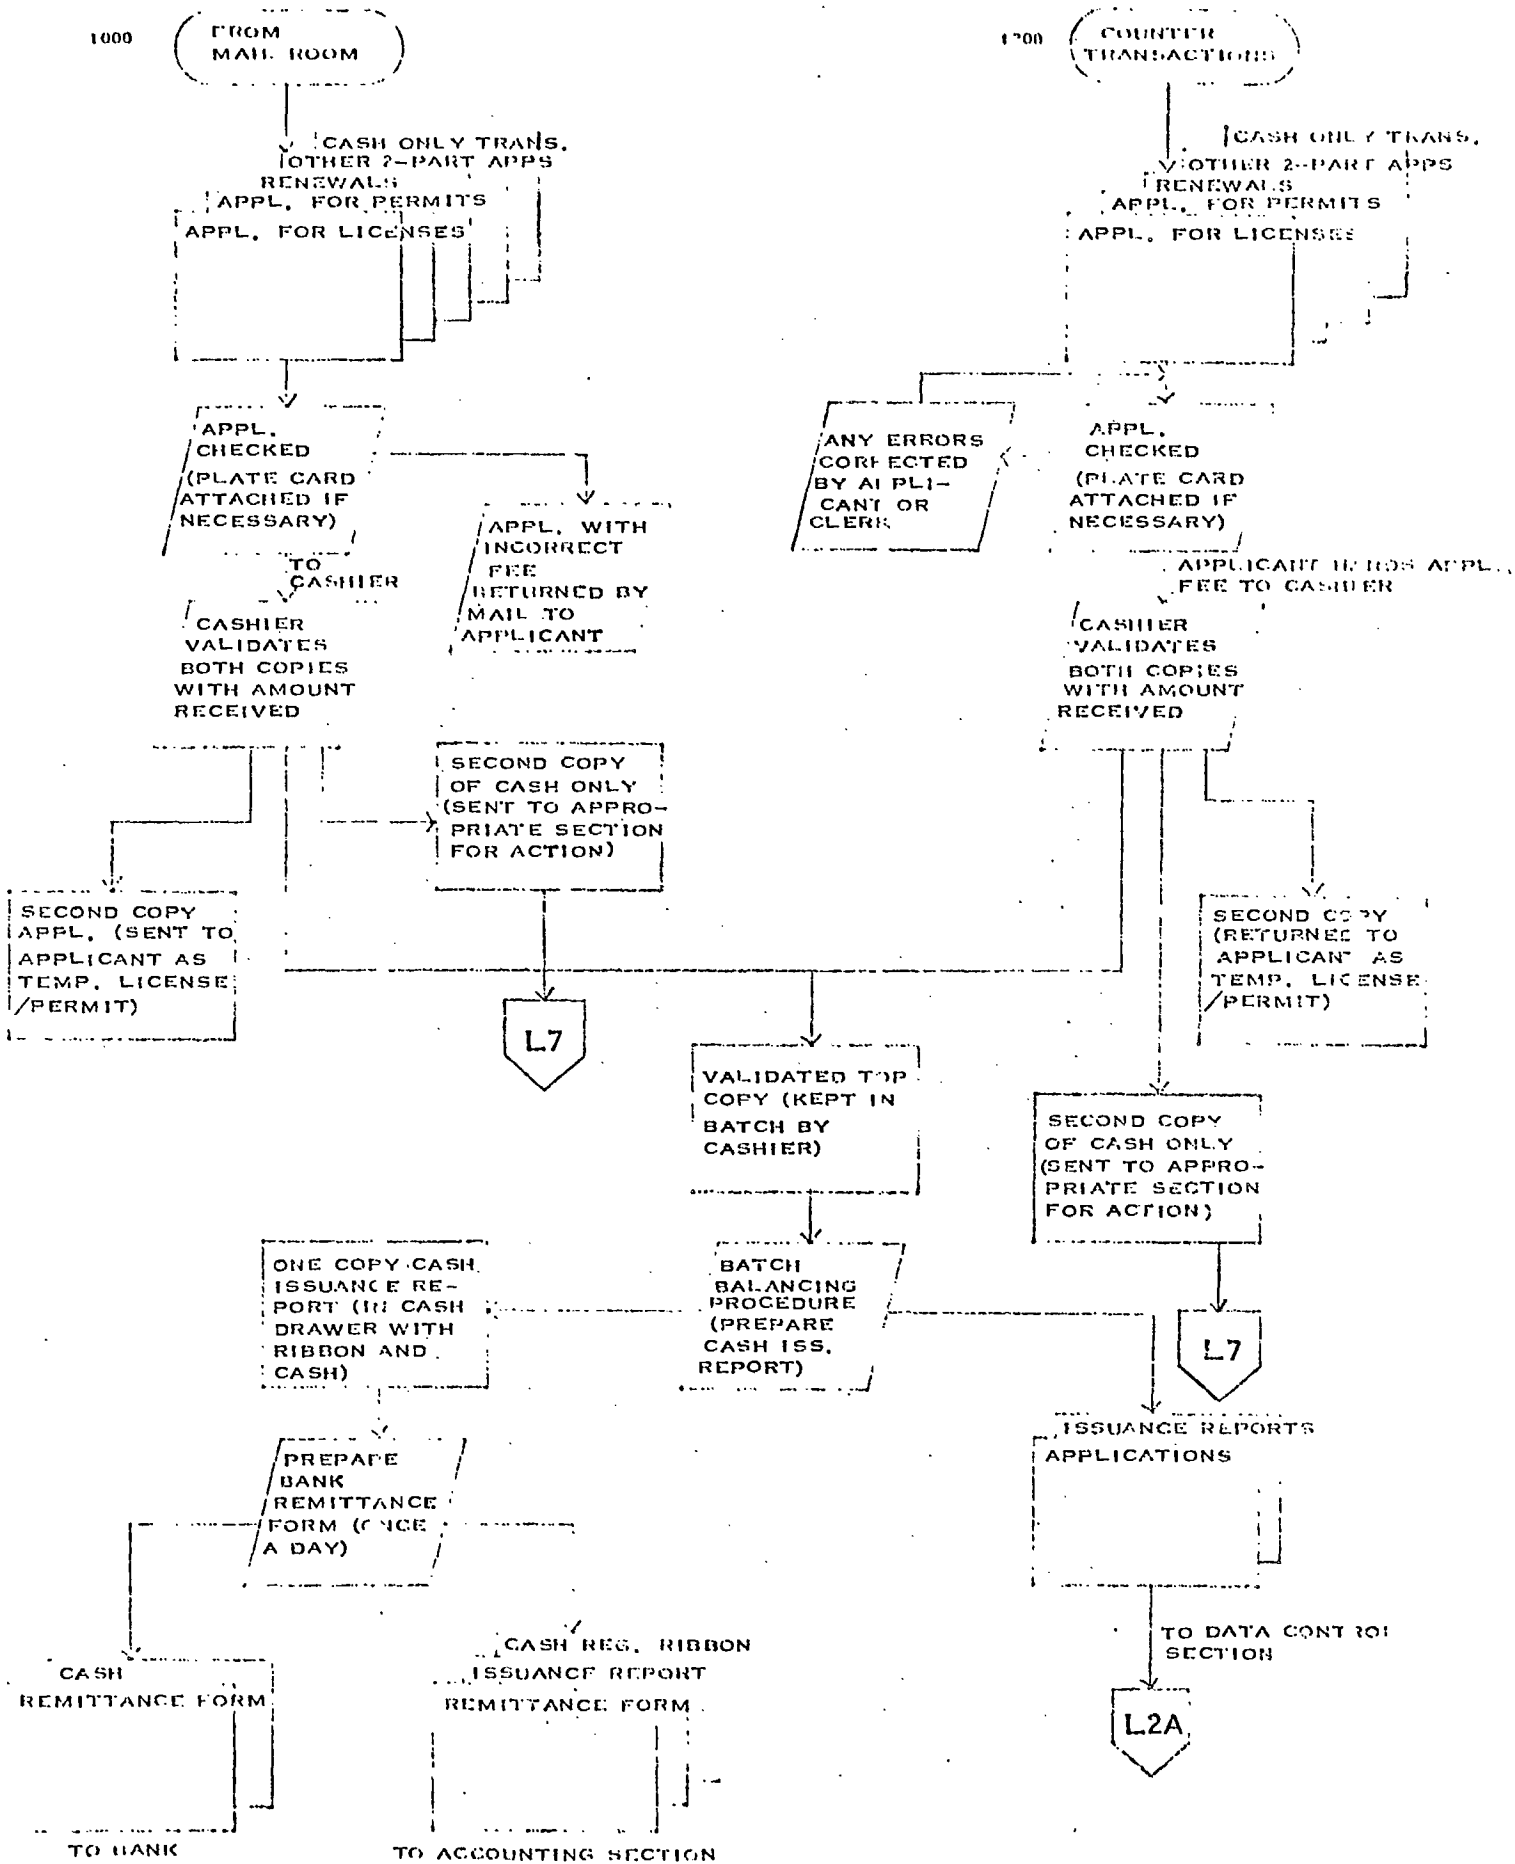 1000
FROM
MAIL ROOM
CASH ONLY TRANS.
OTHER 2-PART APPS
RENEWALS
APPL. FOR PERMITS
APPL. FOR LICENSES
APPL.
CHECKED
(PLATE CARD
ATTACHED IF
NECESSARY)
APPL. WITH
INCORRECT
FEE
RETURNED BY
MAIL TO
APPLICANT
TO
CASHIER
CASHIER
VALIDATES
BOTH COPIES
WITH AMOUNT
RECEIVED
SECOND COPY
OF CASH ONLY
(SENT TO APPRO-
PRIATE SECTION
FOR ACTION)
SECOND COPY
APPL. (SENT TO
APPLICANT AS
TEMP. LICENSE
/PERMIT)
L7
1200
COUNTER
TRANSACTIONS
CASH ONLY TRANS.
OTHER 2-PART APPS
RENEWALS
APPL. FOR PERMITS
APPL. FOR LICENSES
ANY ERRORS
CORRECTED
BY APPLI-
CANT OR
CLERK
APPL.
CHECKED
(PLATE CARD
ATTACHED IF
NECESSARY)
APPLICANT HANDS APPL.,
FEE TO CASHIER
CASHIER
VALIDATES
BOTH COPIES
WITH AMOUNT
RECEIVED
SECOND COPY
(RETURNED TO
APPLICANT AS
TEMP. LICENSE
/PERMIT)
VALIDATED TOP
COPY (KEPT IN
BATCH BY
CASHIER)
SECOND COPY
OF CASH ONLY
(SENT TO APPRO-
PRIATE SECTION
FOR ACTION)
L7
ONE COPY CASH
ISSUANCE RE-
PORT (IN CASH
DRAWER WITH
RIBBON AND
CASH)
BATCH
BALANCING
PROCEDURE
(PREPARE
CASH ISS.
REPORT)
ISSUANCE REPORTS
APPLICATIONS
PREPARE
BANK
REMITTANCE
FORM (ONCE
A DAY)
TO DATA CONTROL
SECTION
L2A
CASH
REMITTANCE FORM
TO BANK
CASH REG. RIBBON
ISSUANCE REPORT
REMITTANCE FORM
TO ACCOUNTING SECTION